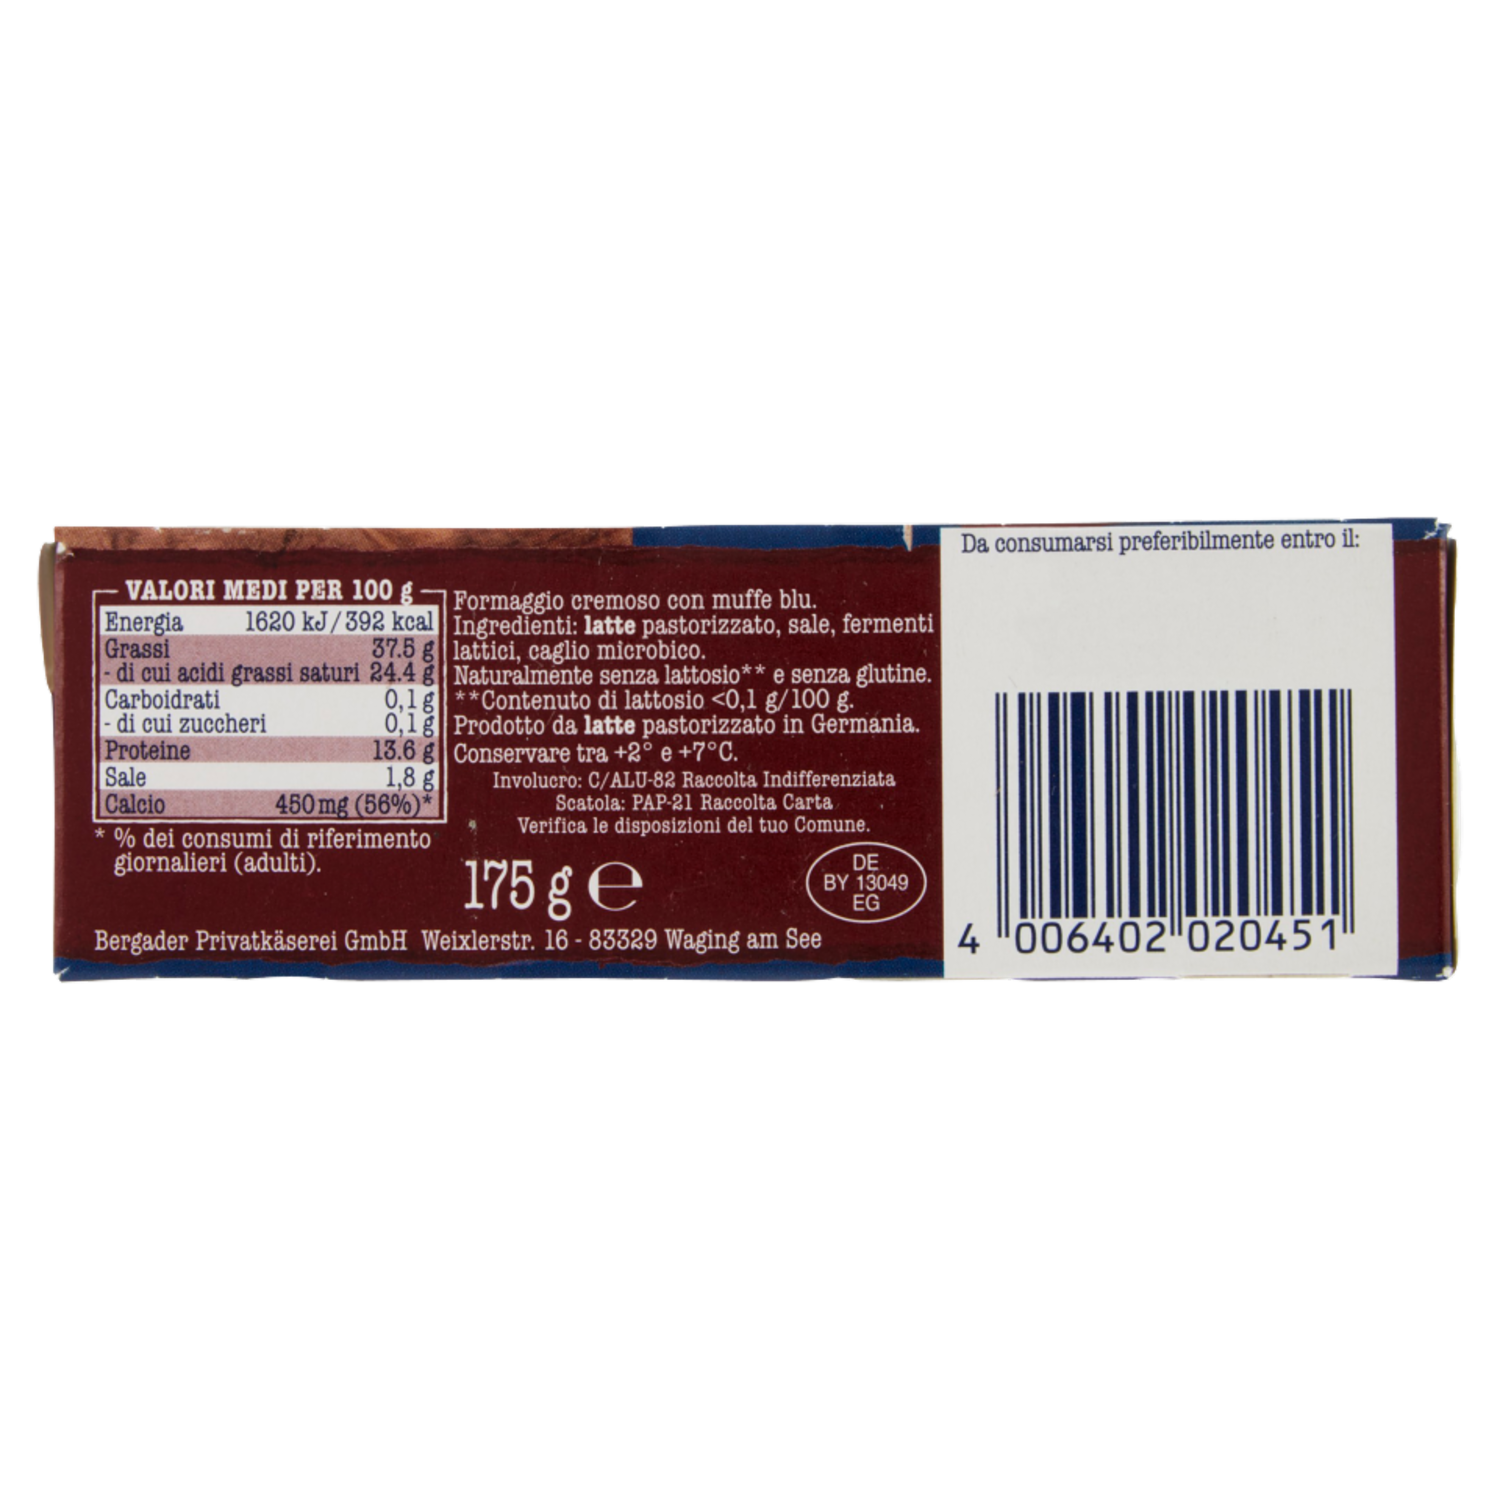 VALORI MEDI PER 100 g
Energia 1620 kJ/392 kcal
Grassi 37.5 g
- di cui acidi grassi saturi 24.4 g
Carboidrati 0,1 g
- di cui zuccheri 0,1 g
Proteine 13.6 g
Sale 1,8 g
Calcio 450 mg (56%)*
* % dei consumi di riferimento
giornalieri (adulti).
Formaggio cremoso con muffe blu.
Ingredienti: latte pastorizzato, sale, fermenti
lattici, caglio microbico.
Naturalmente senza lattosio** e senza glutine.
**Contenuto di lattosio <0,1 g/100 g.
Prodotto da latte pastorizzato in Germania.
Conservare tra +2° e +7°C.
Involucro: C/ALU-82 Raccolta Indifferenziata
Scatola: PAP-21 Raccolta Carta
Verifica le disposizioni del tuo Comune.
175 g ℮
DE
BY 13049
EG
Bergader Privatkäserei GmbH Weixlerstr. 16 - 83329 Waging am See
Da consumarsi preferibilmente entro il:
4 006402 020451